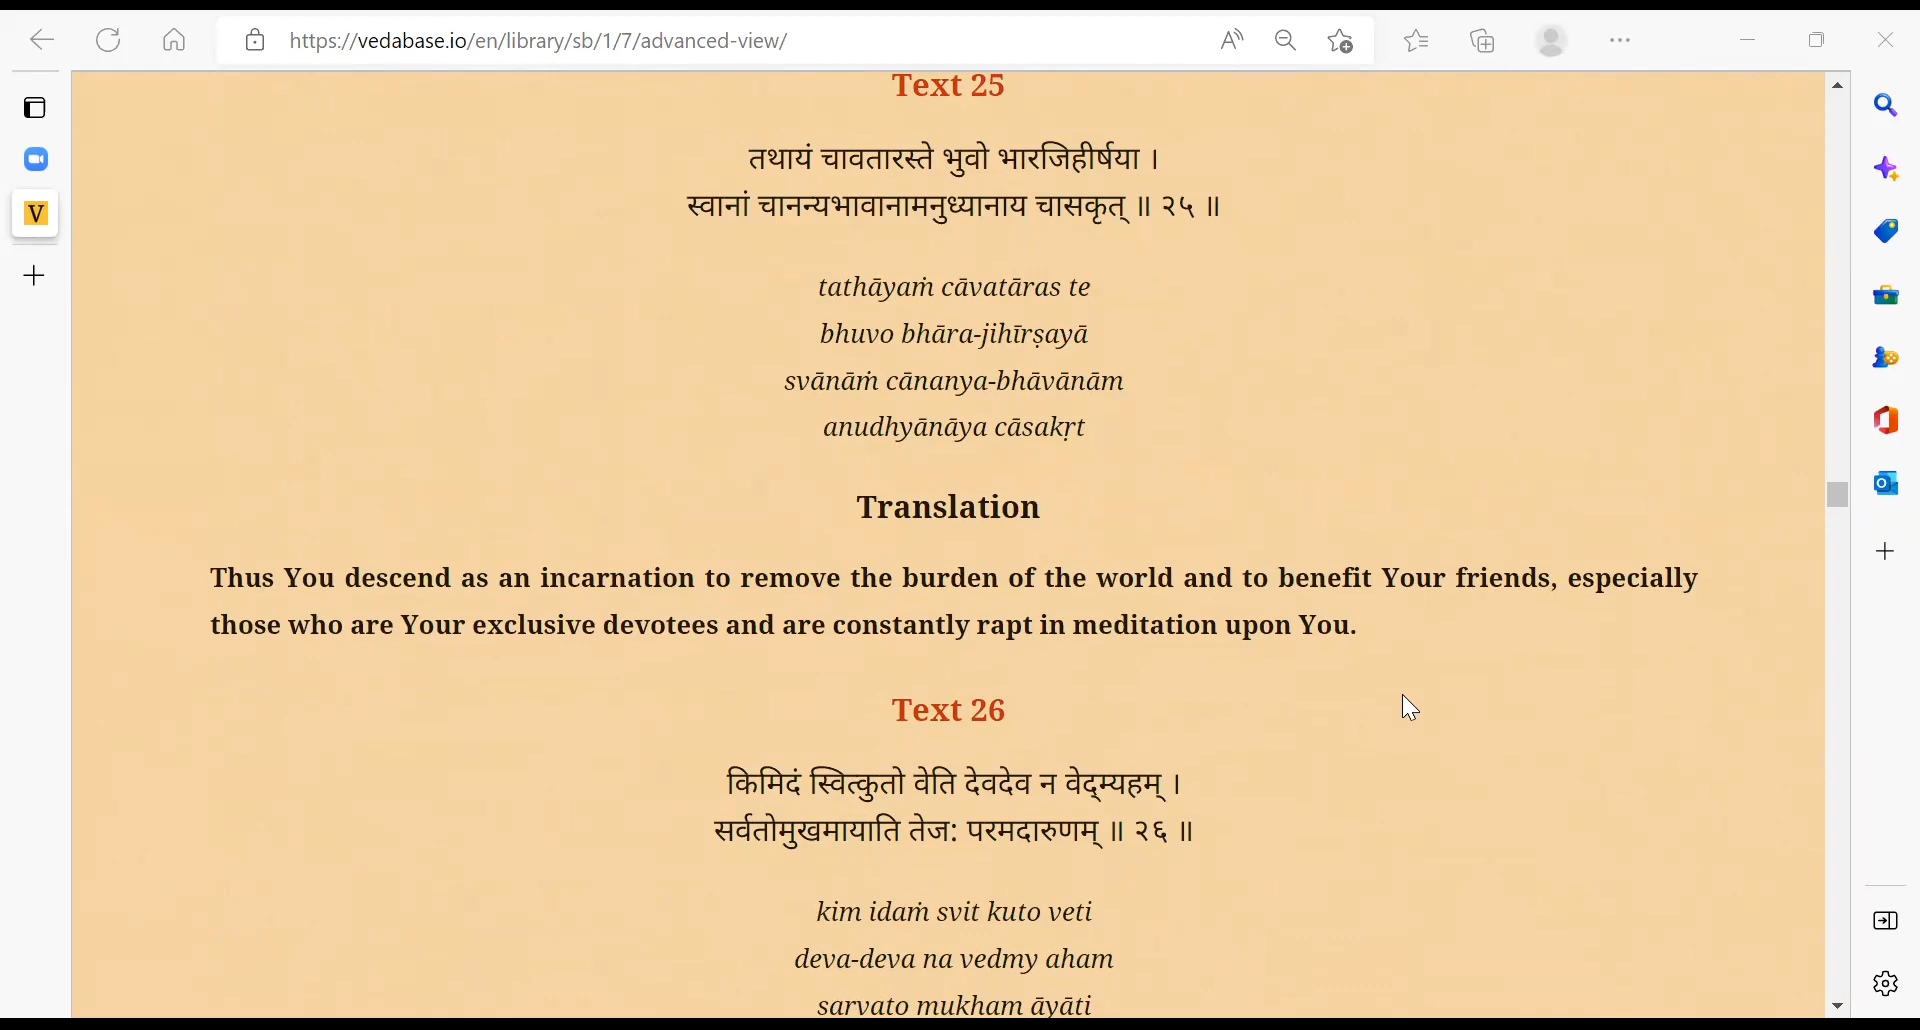 https://vedabase.io/en/library/sb/1/7/advanced-view/
Text 25
तथायं चावतारस्ते भुवो भारजिहीर्षया ।
स्वानां चानन्यभावानामनुध्यानाय चासकृत् ॥ २५ ॥
tathāyaṁ cāvatāras te
bhuvo bhāra-jihīrṣayā
svānāṁ cānanya-bhāvānām
anudhyānāya cāsakṛt
Translation
Thus You descend as an incarnation to remove the burden of the world and to benefit Your friends, especially
those who are Your exclusive devotees and are constantly rapt in meditation upon You.
Text 26
किमिदं स्वित्कुतो वेति देवदेव न वेद्‍म्यहम् ।
सर्वतोमुखमायाति तेज: परमदारुणम् ॥ २६ ॥
kim idaṁ svit kuto veti
deva-deva na vedmy aham
sarvato mukham āyāti